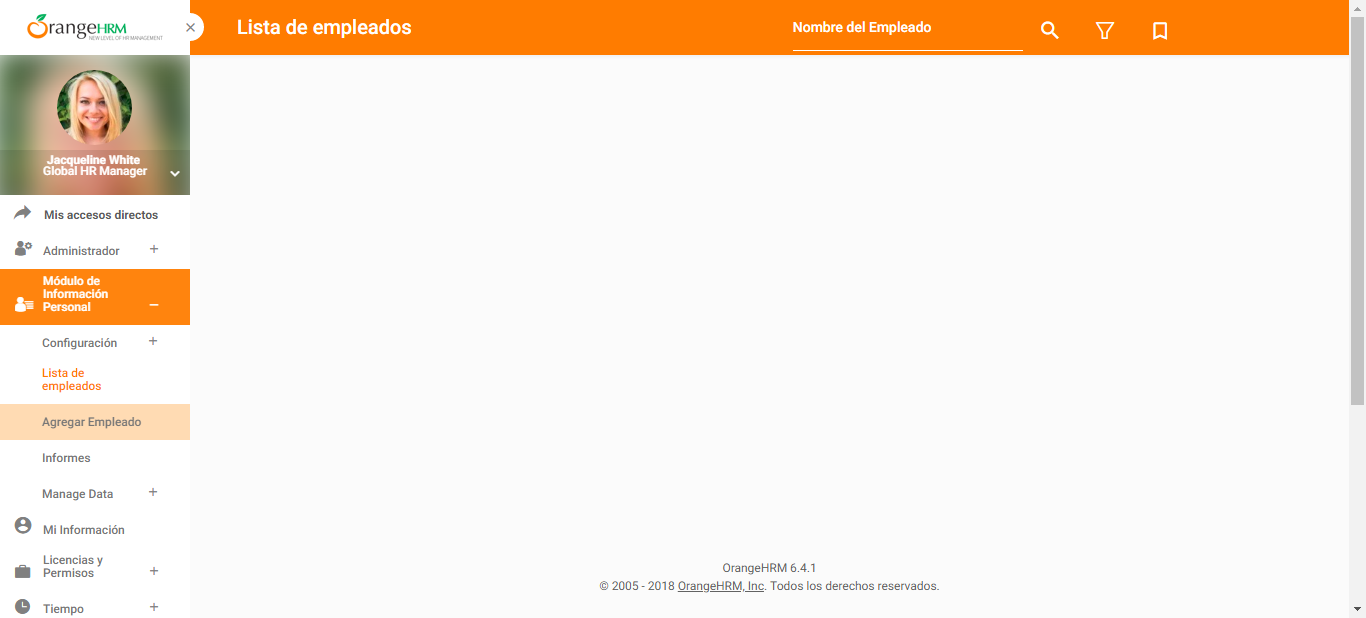 OrangeHRM
NEW LEVEL OF HR MANAGEMENT
Lista de empleados
Nombre del Empleado
Jacqueline White
Global HR Manager
Mis accesos directos
Administrador
Módulo de
Información
Personal
Configuración
Lista de
empleados
Agregar Empleado
Informes
Manage Data
Mi Información
Licencias y
Permisos
Tiempo
OrangeHRM 6.4.1
© 2005 - 2018 OrangeHRM, Inc. Todos los derechos reservados.